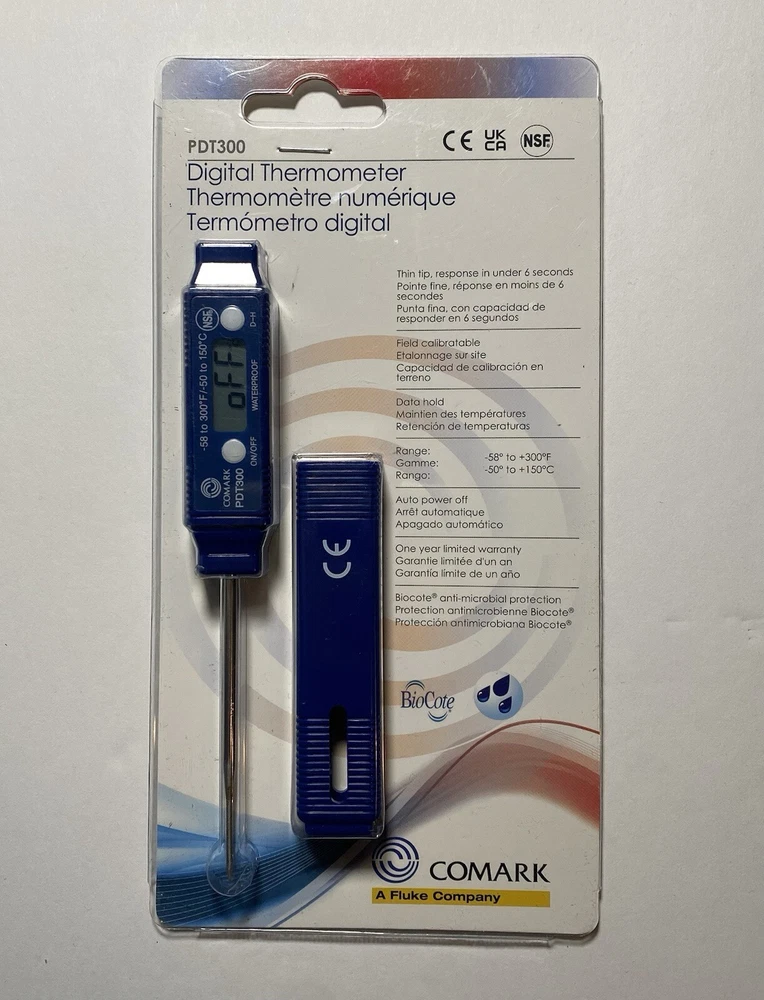 PDT300
CE UK CA NSF®
Digital Thermometer
Thermomètre numérique
Termómetro digital
Thin tip, response in under 6 seconds
Pointe fine, réponse en moins de 6
secondes
Punta fina, con capacidad de
responder en 6 segundos
Field calibratable
Etalonnage sur site
Capacidad de calibración en
terreno
Data hold
Maintien des températures
Retención de temperaturas
Range: -58° to +300°F
Gamme: -50° to +150°C
Rango:
Auto power off
Arrêt automatique
Apagado automático
One year limited warranty
Garantie limitée d'un an
Garantía límite de un año
Biocote® anti-microbial protection
Protection antimicrobienne Biocote®
Protección antimicrobiana Biocote®
BioCote®
COMARK
A Fluke Company
NSF
-58 to 300°F/-50 to 150°C
oFF
D-H
WATERPROOF
ON/OFF
COMARK
PDT300
CE